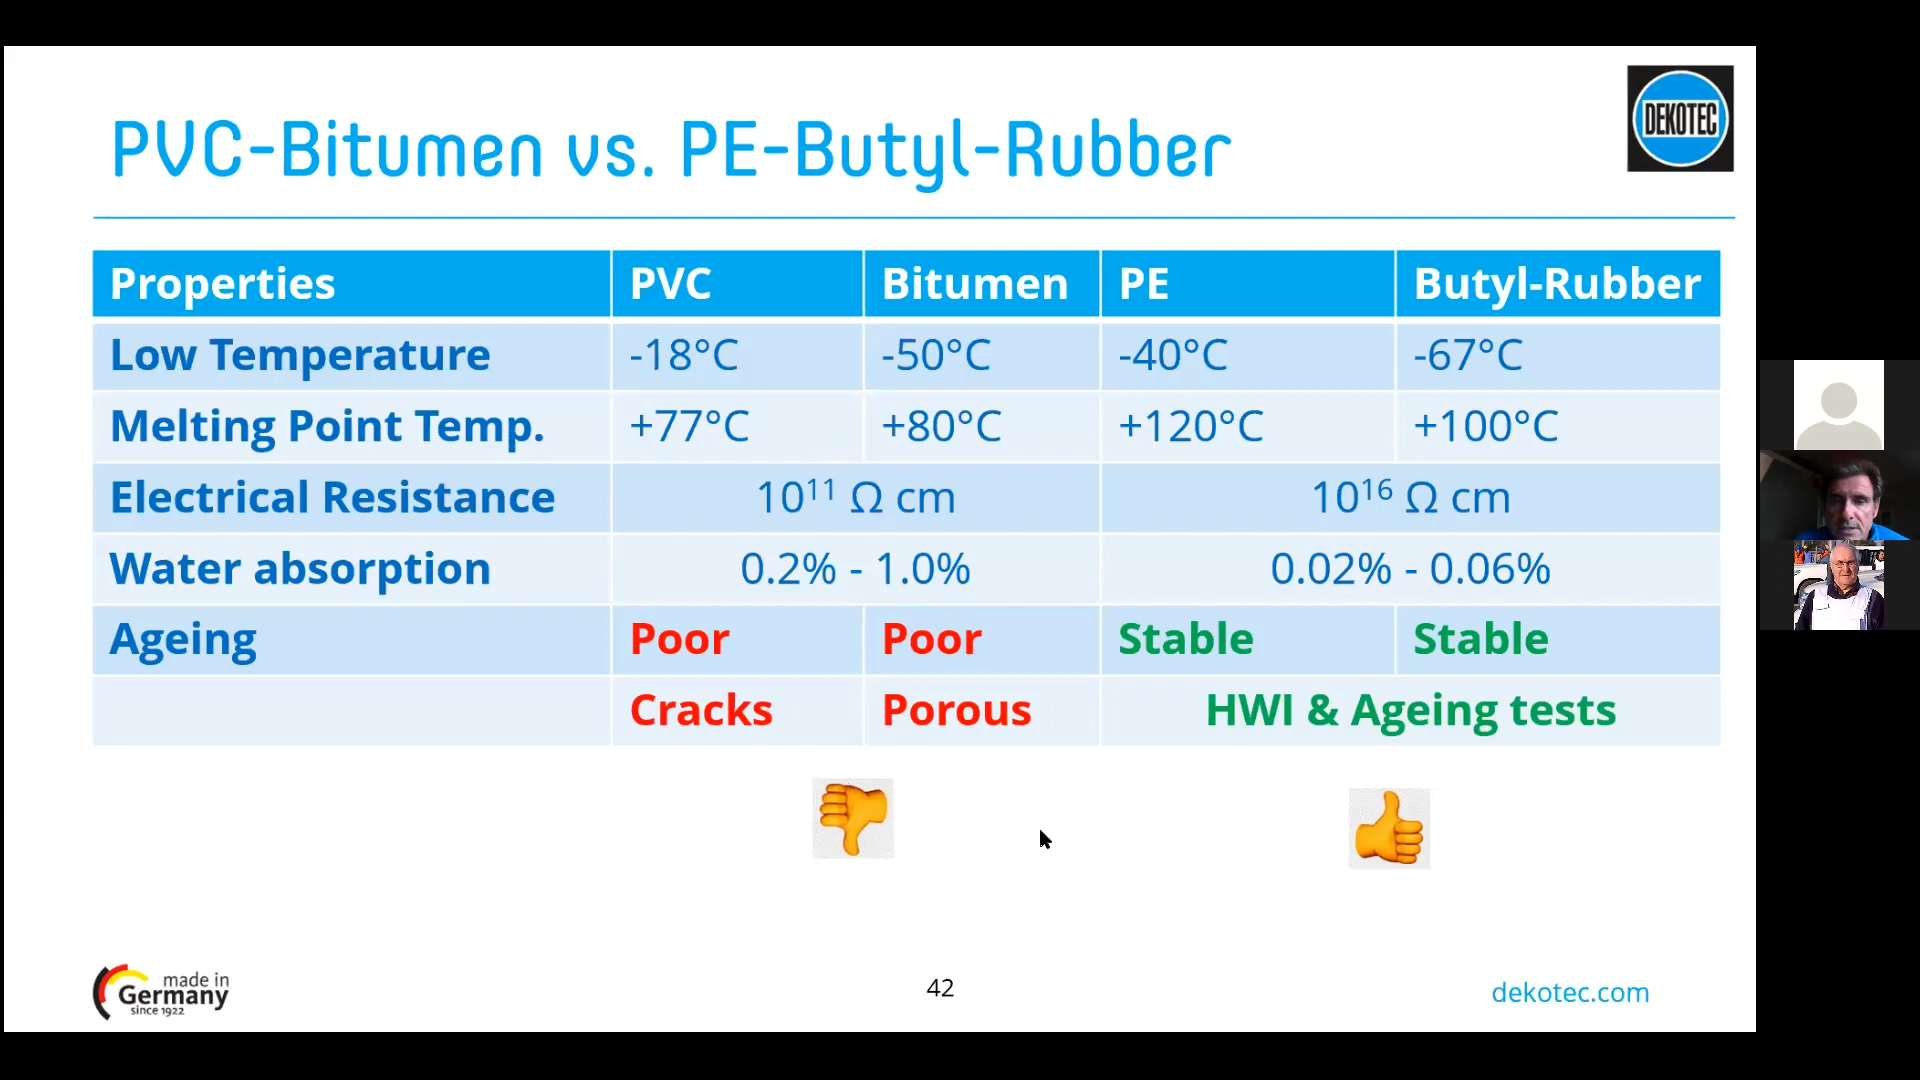 PVC-Bitumen vs. PE-Butyl-Rubber
DEKOTEC
Properties PVC Bitumen PE Butyl-Rubber
Low Temperature -18°C -50°C -40°C -67°C
Melting Point Temp. +77°C +80°C +120°C +100°C
Electrical Resistance 10¹¹ Ω cm 10¹⁶ Ω cm
Water absorption 0.2% - 1.0% 0.02% - 0.06%
Ageing Poor Poor Stable Stable
Cracks Porous HWI & Ageing tests
made in
Germany
since 1922
42
dekotec.com